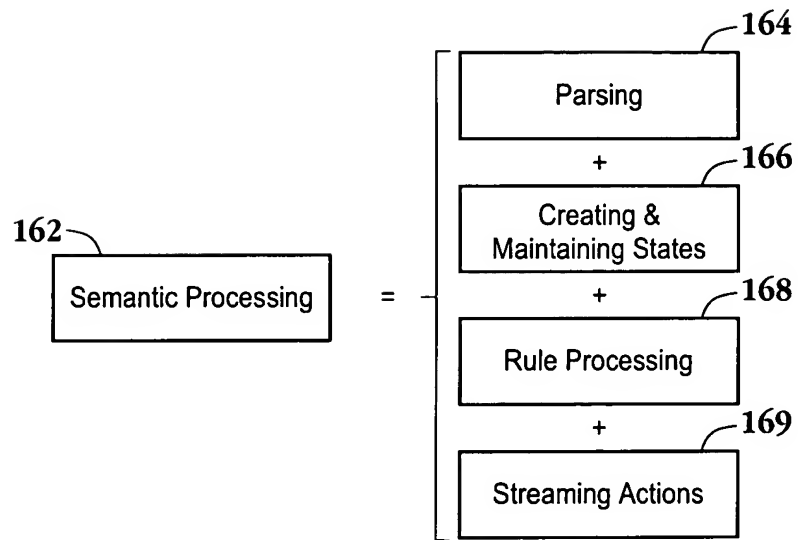 164
Parsing
+
166
Creating &
Maintaining States
162
Semantic Processing
=
+
168
Rule Processing
+
169
Streaming Actions